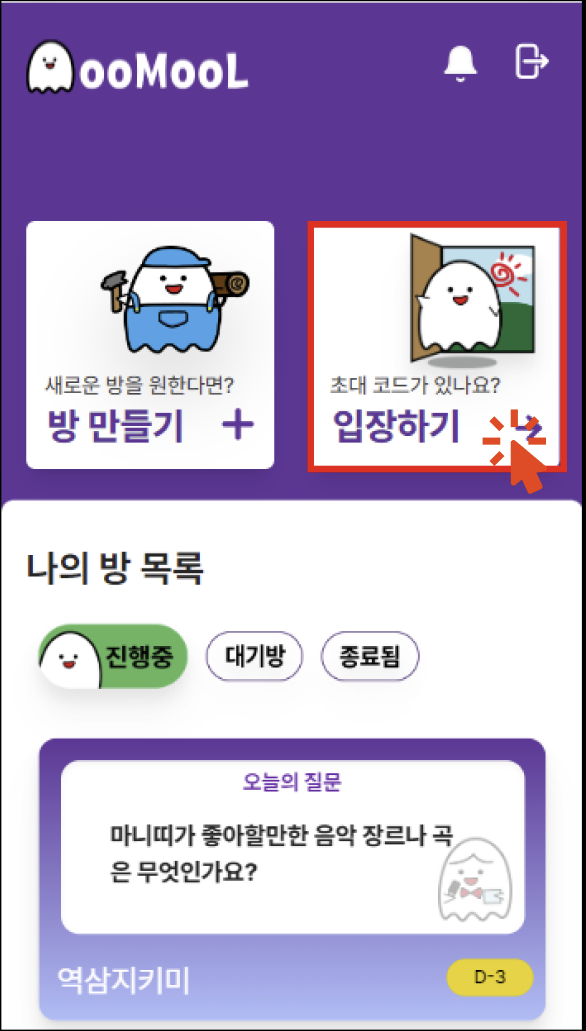 ooMooL
새로운 방을 원한다면?
방 만들기 +
초대 코드가 있나요?
입장하기
나의 방 목록
진행중
대기방
종료됨
오늘의 질문
마니띠가 좋아할만한 음악 장르나 곡
은 무엇인가요?
역삼지키미
D-3